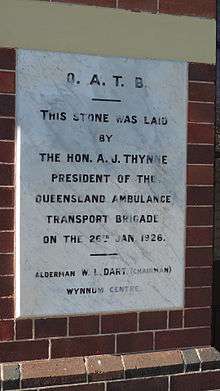 Q. A. T. B.
THIS STONE WAS LAID
BY
THE HON. A. J. THYNNE
PRESIDENT OF THE
QUEENSLAND AMBULANCE
TRANSPORT BRIGADE
ON THE 26TH JAN. 1926.
ALDERMAN W. L. DART. (CHAIRMAN)
WYNNUM CENTRE.